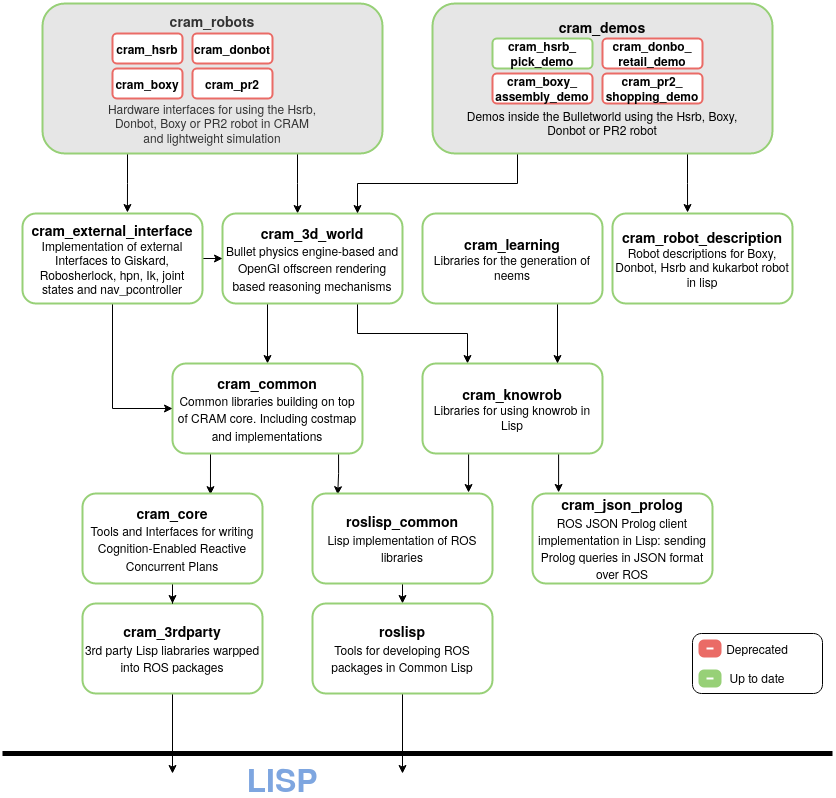 cram_robots
cram_hsrb
cram_donbot
cram_boxy
cram_pr2
Hardware interfaces for using the Hsrb,
Donbot, Boxy or PR2 robot in CRAM
and lightweight simulation
cram_demos
cram_hsrb_
pick_demo
cram_donbo_
retail_demo
cram_boxy_
assembly_demo
cram_pr2_
shopping_demo
Demos inside the Bulletworld using the Hsrb, Boxy,
Donbot or PR2 robot
cram_external_interface
Implementation of external
Interfaces to Giskard,
Robosherlock, hpn, Ik, joint
states and nav_pcontroller
cram_3d_world
Bullet physics engine-based and
OpenGI offscreen rendering
based reasoning mechanisms
cram_learning
Libraries for the generation of
neems
cram_robot_description
Robot descriptions for Boxy,
Donbot, Hsrb and kukarbot robot
in lisp
cram_common
Common libraries building on top
of CRAM core. Including costmap
and implementations
cram_knowrob
Libraries for using knowrob in
Lisp
cram_core
Tools and Interfaces for writing
Cognition-Enabled Reactive
Concurrent Plans
roslisp_common
Lisp implementation of ROS
libraries
cram_json_prolog
ROS JSON Prolog client
implementation in Lisp: sending
Prolog queries in JSON format
over ROS
cram_3rdparty
3rd party Lisp liabraries warpped
into ROS packages
roslisp
Tools for developing ROS
packages in Common Lisp
Deprecated
Up to date
LISP